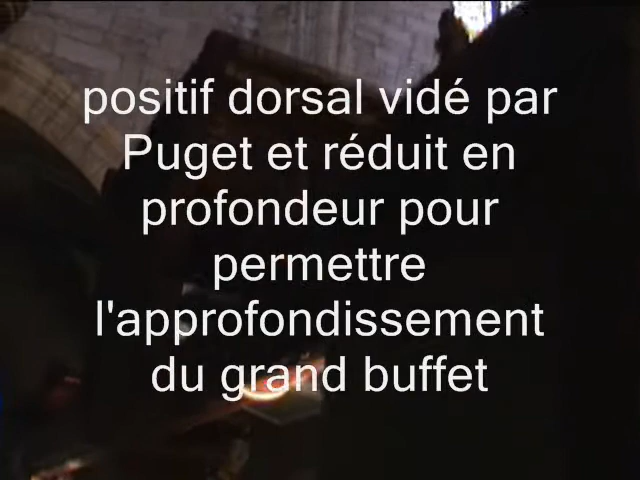 positif dorsal vidé par
Puget et réduit en
profondeur pour
permettre
l'approfondissement
du grand buffet